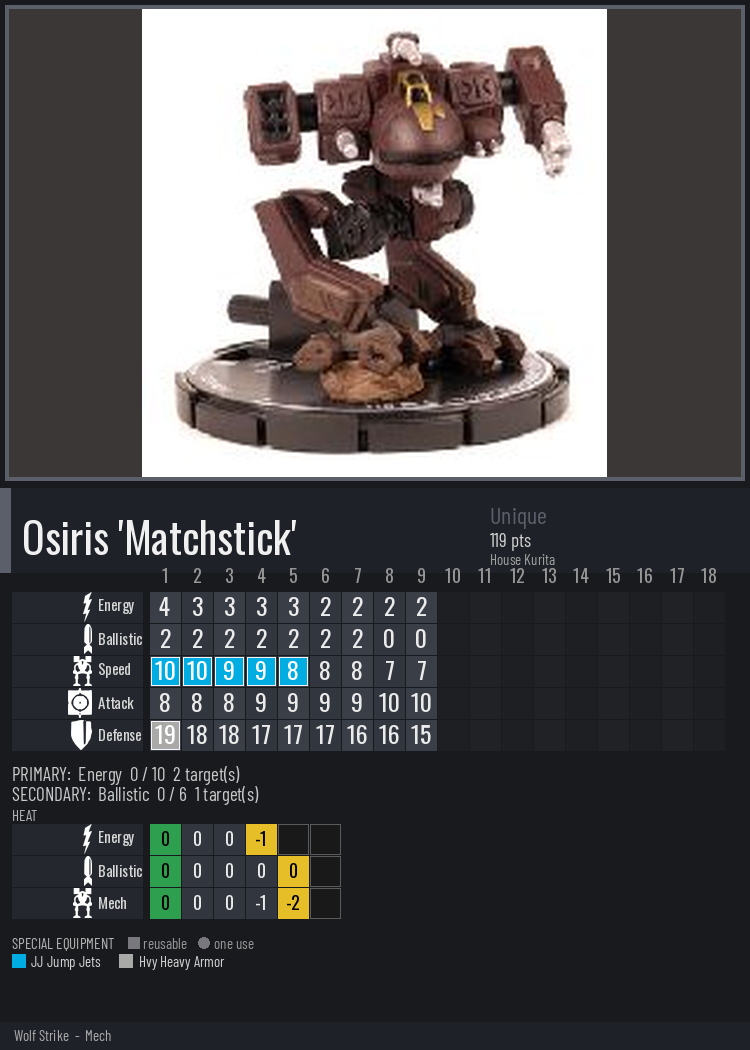 Osiris 'Matchstick'
Unique
119 pts
House Kurita
1 2 3 4 5 6 7 8 9 10 11 12 13 14 15 16 17 18
Energy 4 3 3 3 3 2 2 2 2
Ballistic 2 2 2 2 2 2 2 0 0
Speed 10 10 9 9 8 8 8 7 7
Attack 8 8 8 9 9 9 9 10 10
Defense 19 18 18 17 17 17 16 16 15
PRIMARY: Energy 0 / 10 2 target(s)
SECONDARY: Ballistic 0 / 6 1 target(s)
HEAT
Energy 0 0 0 -1
Ballistic 0 0 0 0 0
Mech 0 0 0 -1 -2
SPECIAL EQUIPMENT reusable one use
JJ Jump Jets Hvy Heavy Armor
Wolf Strike - Mech